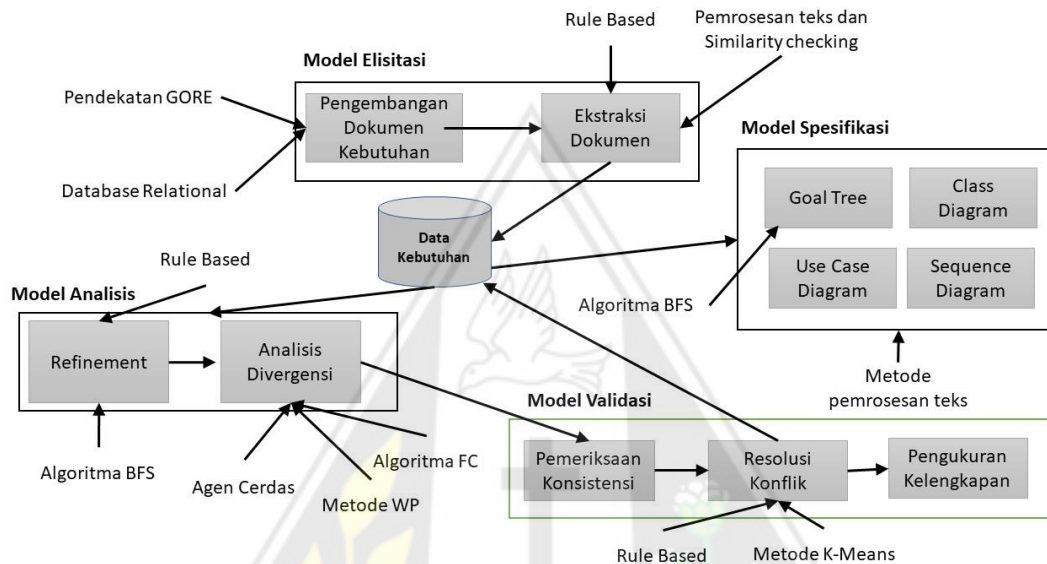 Rule Based
Pemrosesan teks dan
Similarity checking
Model Elisitasi
Pendekatan GORE
Pengembangan
Dokumen
Kebutuhan
Ekstraksi
Dokumen
Database Relational
Model Spesifikasi
Goal Tree
Class
Diagram
Use Case
Diagram
Sequence
Diagram
Algoritma BFS
Metode
pemrosesan teks
Data
Kebutuhan
Rule Based
Model Analisis
Refinement
Analisis
Divergensi
Algoritma BFS
Agen Cerdas
Metode WP
Algoritma FC
Model Validasi
Pemeriksaan
Konsistensi
Resolusi
Konflik
Pengukuran
Kelengkapan
Rule Based
Metode K-Means